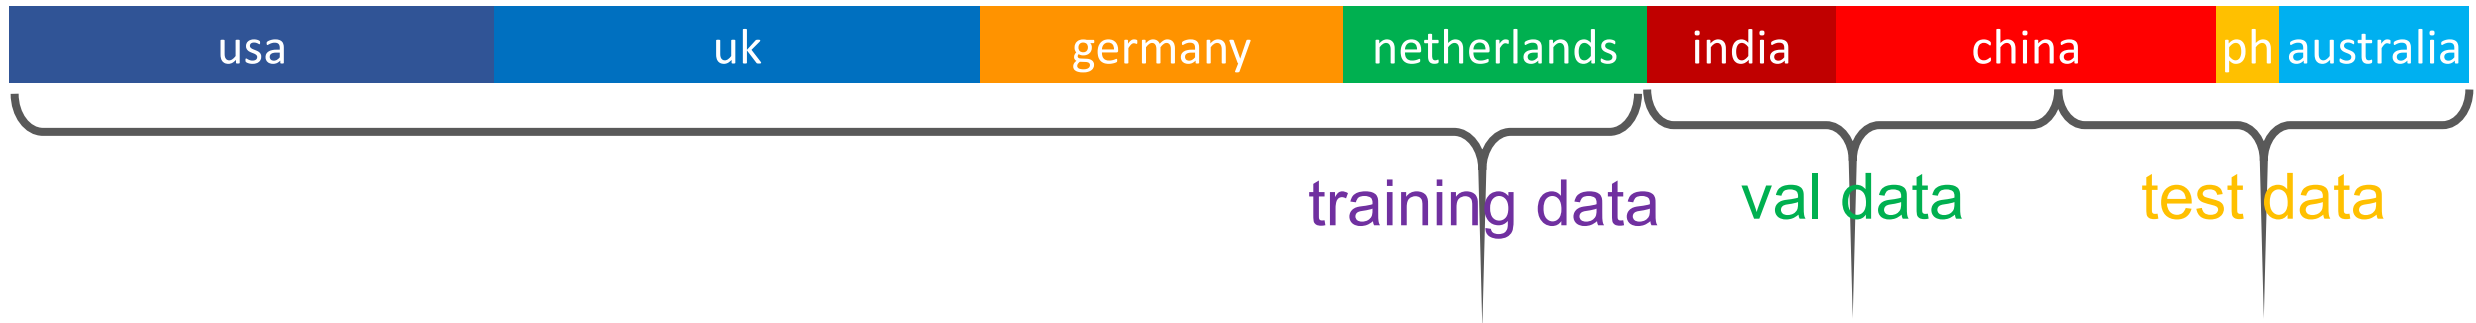 usa uk germany netherlands india china ph australia
training data val data test data